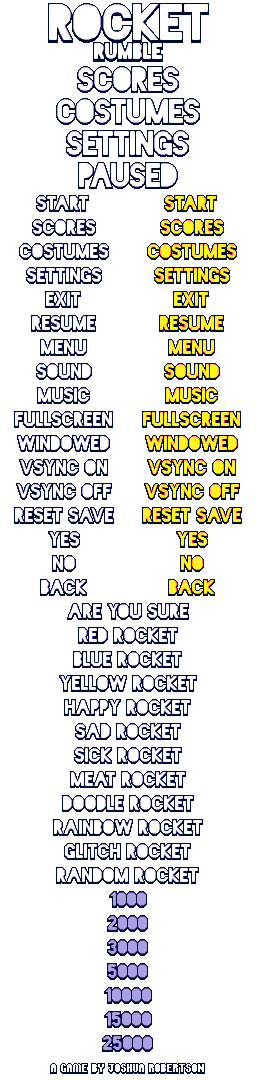 ROCKET
RUMBLE
SCORES
COSTUMES
SETTINGS
PAUSED
START START
SCORES SCORES
COSTUMES COSTUMES
SETTINGS SETTINGS
EXIT EXIT
RESUME RESUME
MENU MENU
SOUND SOUND
MUSIC MUSIC
FULLSCREEN FULLSCREEN
WINDOWED WINDOWED
VSYNC ON VSYNC ON
VSYNC OFF VSYNC OFF
RESET SAVE RESET SAVE
YES YES
NO NO
BACK BACK
ARE YOU SURE
RED ROCKET
BLUE ROCKET
YELLOW ROCKET
HAPPY ROCKET
SAD ROCKET
SICK ROCKET
MEAT ROCKET
DOODLE ROCKET
RAINBOW ROCKET
GLITCH ROCKET
RANDOM ROCKET
1000
2000
3000
5000
10000
15000
25000
A GAME BY JOSHUA ROBERTSON